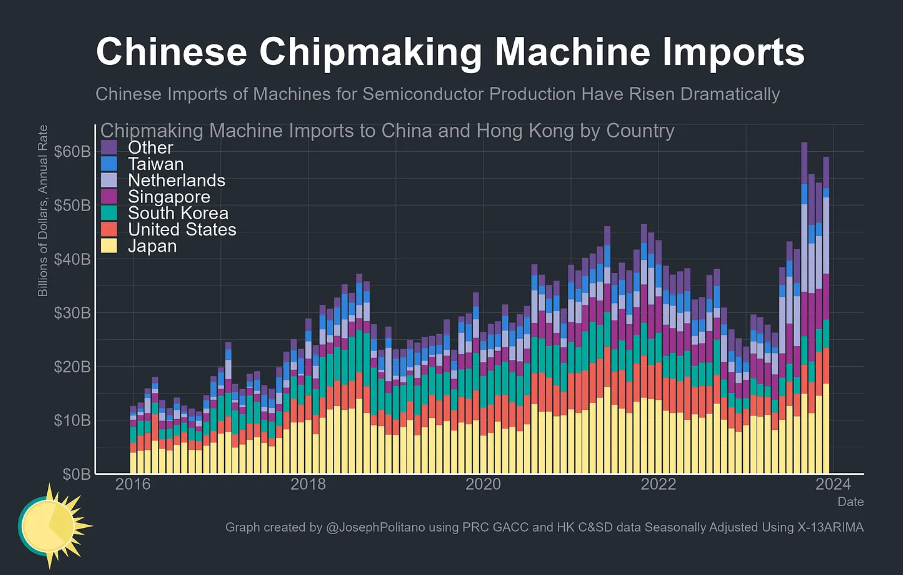 Chinese Chipmaking Machine Imports
Chinese Imports of Machines for Semiconductor Production Have Risen Dramatically
Chipmaking Machine Imports to China and Hong Kong by Country
Other
Taiwan
Netherlands
Singapore
South Korea
United States
Japan
Billions of Dollars, Annual Rate
$60B
$50B
$40B
$30B
$20B
$10B
$0B
2016 2018 2020 2022 2024
Date
Graph created by @JosephPolitano using PRC GACC and HK C&SD data Seasonally Adjusted Using X-13ARIMA